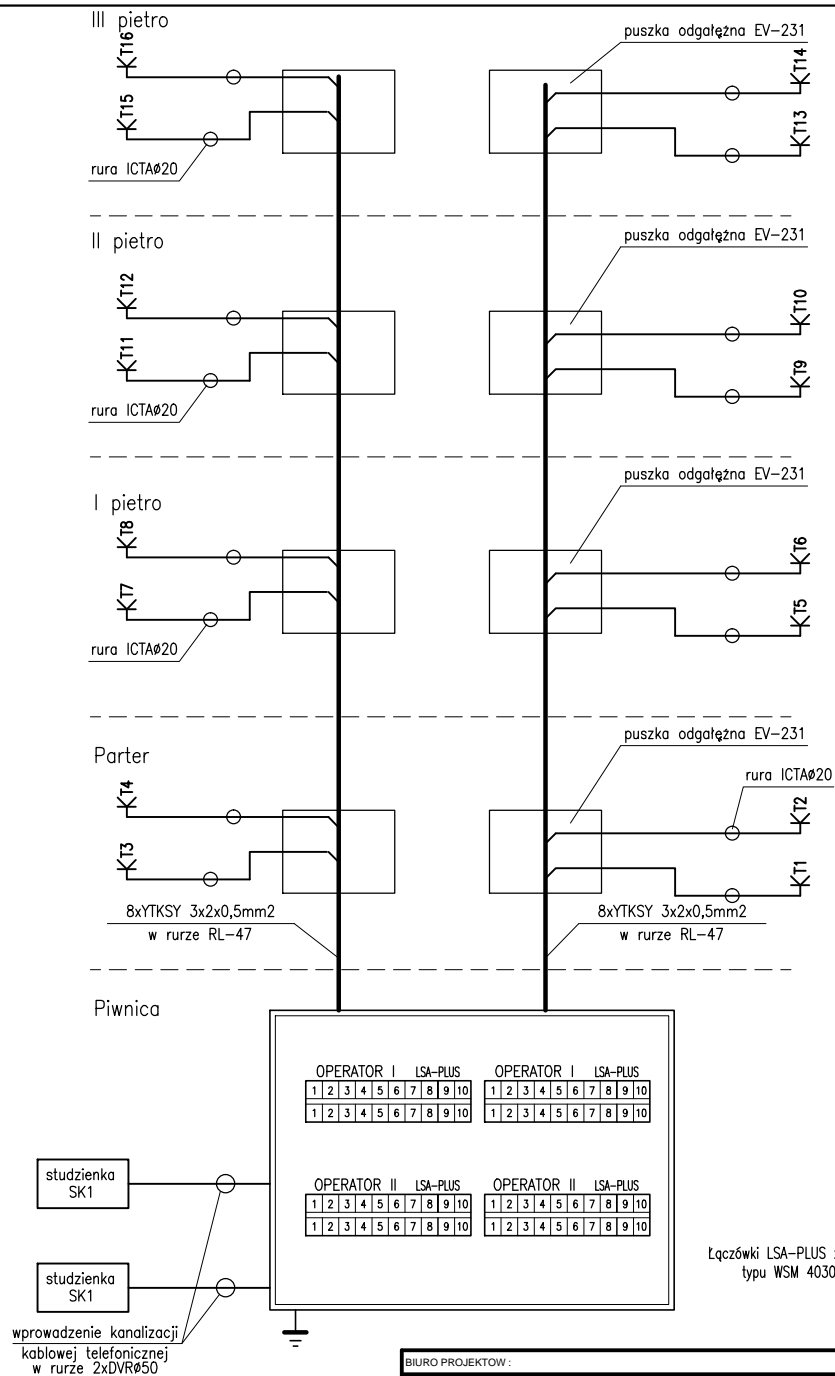 III pietro
T16
T15
rura ICTAø20
puszka odgałęźna EV-231
T14
T13
II pietro
T12
T11
rura ICTAø20
puszka odgałęźna EV-231
T10
T9
I pietro
T8
T7
rura ICTAø20
puszka odgałęźna EV-231
T6
T5
Parter
T4
T3
puszka odgałęźna EV-231
rura ICTAø20
T2
T1
8xYTKSY 3x2x0,5mm2
w rurze RL-47
8xYTKSY 3x2x0,5mm2
w rurze RL-47
Piwnica
OPERATOR I LSA-PLUS
1 2 3 4 5 6 7 8 9 10
1 2 3 4 5 6 7 8 9 10
OPERATOR I LSA-PLUS
1 2 3 4 5 6 7 8 9 10
1 2 3 4 5 6 7 8 9 10
OPERATOR II LSA-PLUS
1 2 3 4 5 6 7 8 9 10
1 2 3 4 5 6 7 8 9 10
OPERATOR II LSA-PLUS
1 2 3 4 5 6 7 8 9 10
1 2 3 4 5 6 7 8 9 10
studzienka
SK1
studzienka
SK1
wprowadzenie kanalizacji
kablowej telefonicznej
w rurze 2xDVRø50
Łączówki LSA-PLUS
typu WSM 4030
BIURO PROJEKTOW :